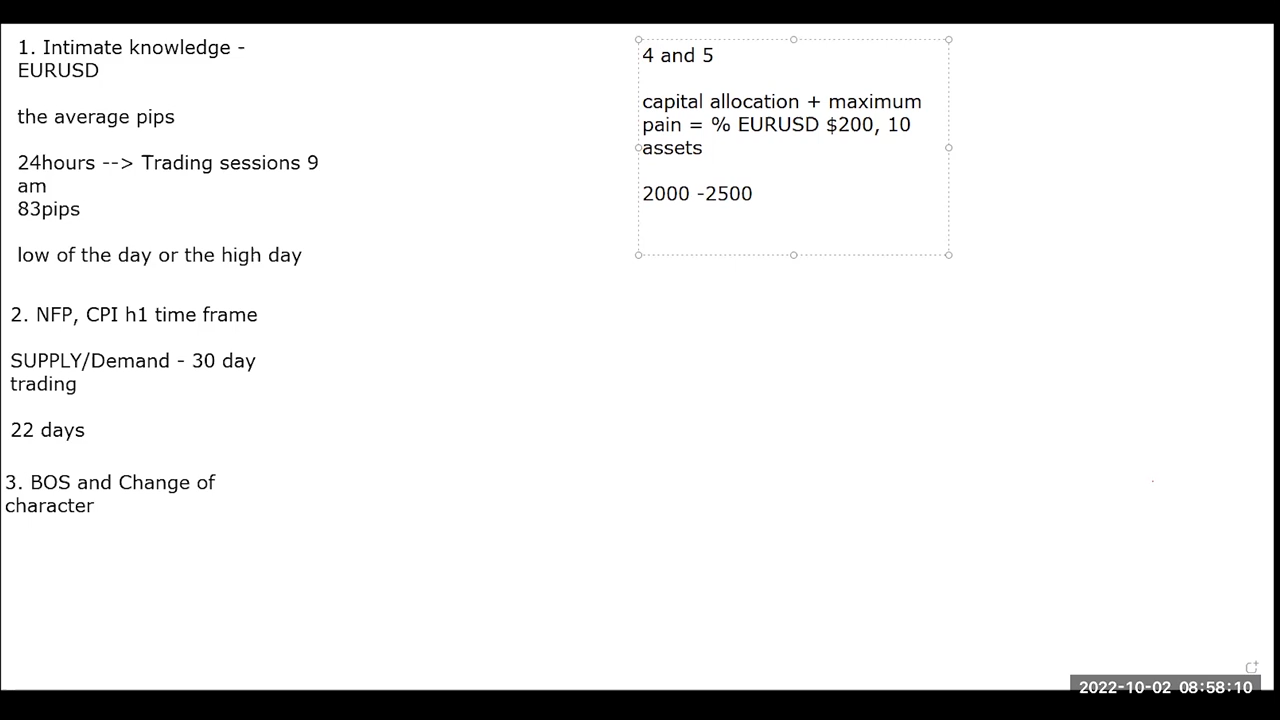 1. Intimate knowledge -
EURUSD
the average pips
24hours --> Trading sessions 9
am
83pips
low of the day or the high day
2. NFP, CPI h1 time frame
SUPPLY/Demand - 30 day
trading
22 days
3. BOS and Change of
character
4 and 5
capital allocation + maximum
pain = % EURUSD $200, 10
assets
2000 -2500
2022-10-02 08:58:10